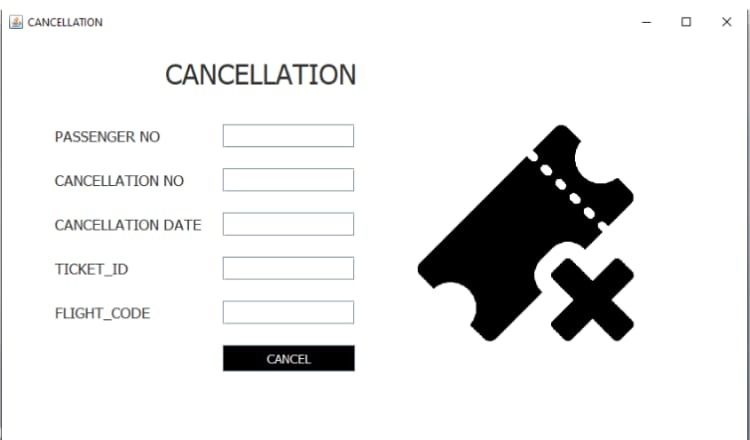 CANCELLATION
CANCELLATION
PASSENGER NO
CANCELLATION NO
CANCELLATION DATE
TICKET_ID
FLIGHT_CODE
CANCEL